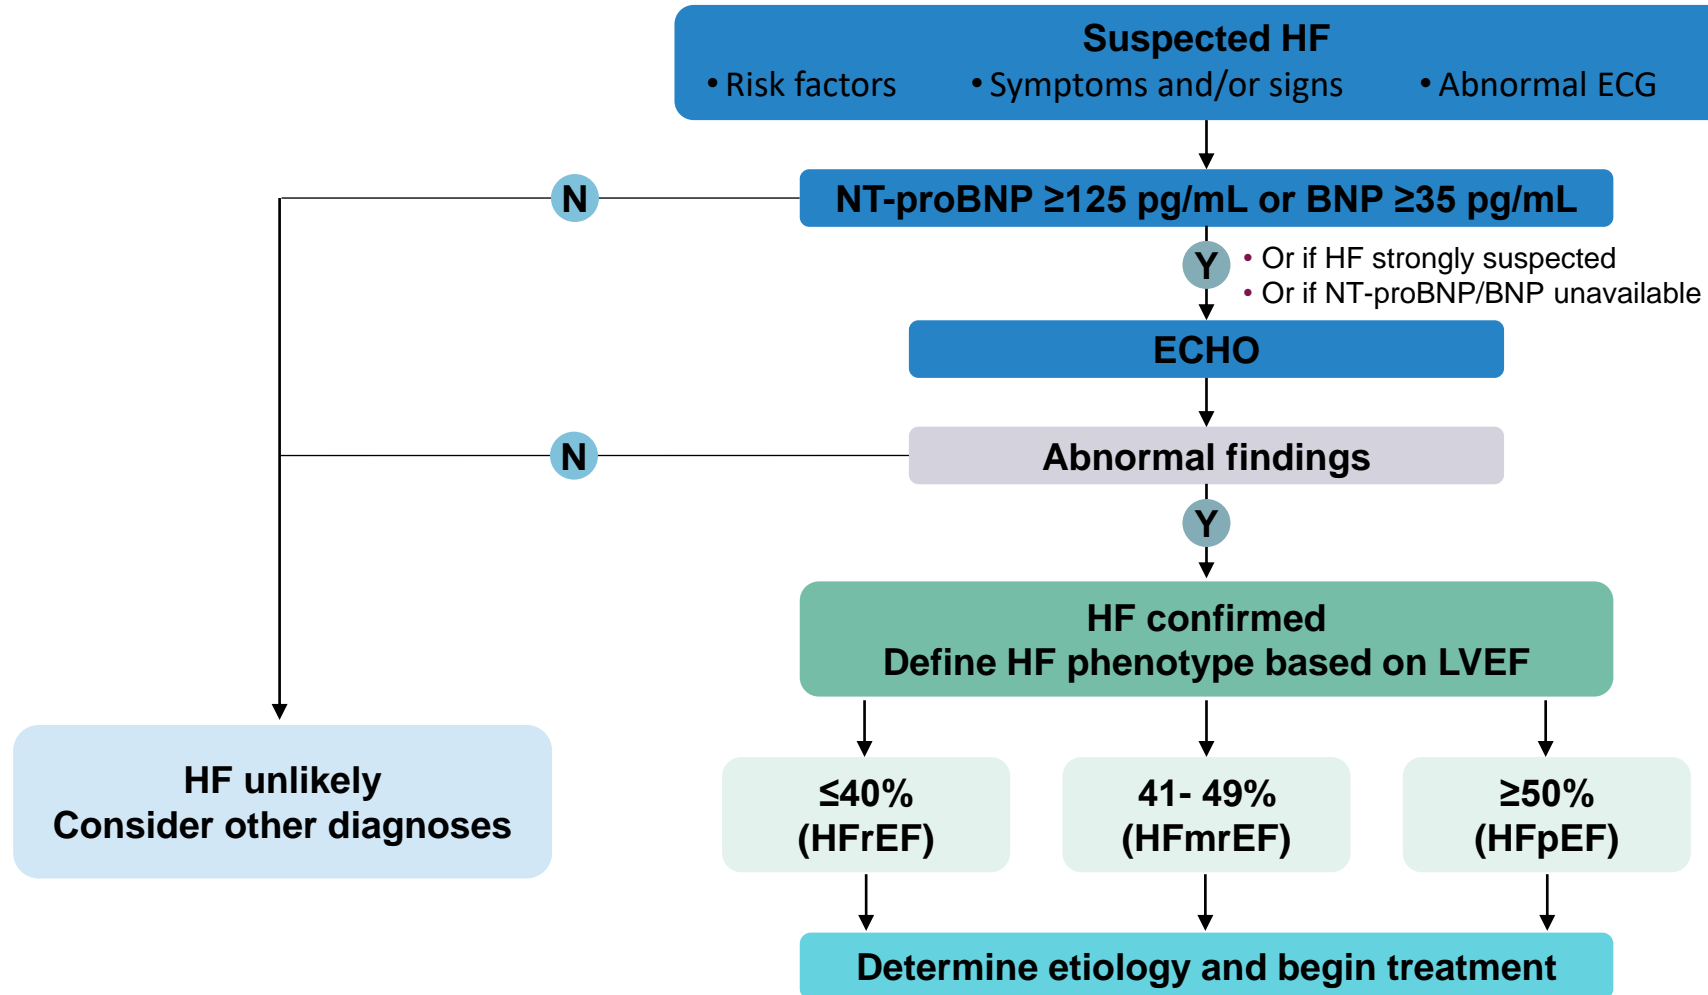 Suspected HF
• Risk factors • Symptoms and/or signs • Abnormal ECG
N
NT-proBNP ≥125 pg/mL or BNP ≥35 pg/mL
Y
• Or if HF strongly suspected
• Or if NT-proBNP/BNP unavailable
ECHO
N
Abnormal findings
Y
HF confirmed
Define HF phenotype based on LVEF
HF unlikely
Consider other diagnoses
≤40%
(HFrEF)
41- 49%
(HFmrEF)
≥50%
(HFpEF)
Determine etiology and begin treatment